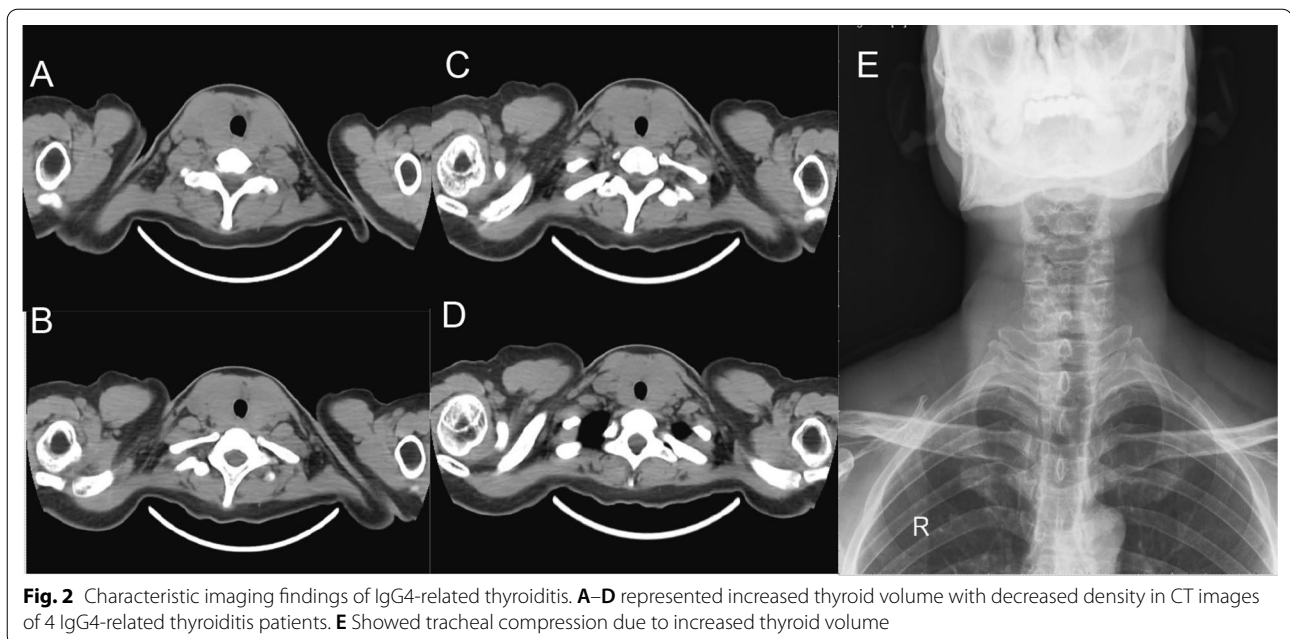 A
C
E
B
D
R
Fig. 2 Characteristic imaging findings of IgG4-related thyroiditis. A–D represented increased thyroid volume with decreased density in CT images
of 4 IgG4-related thyroiditis patients. E Showed tracheal compression due to increased thyroid volume